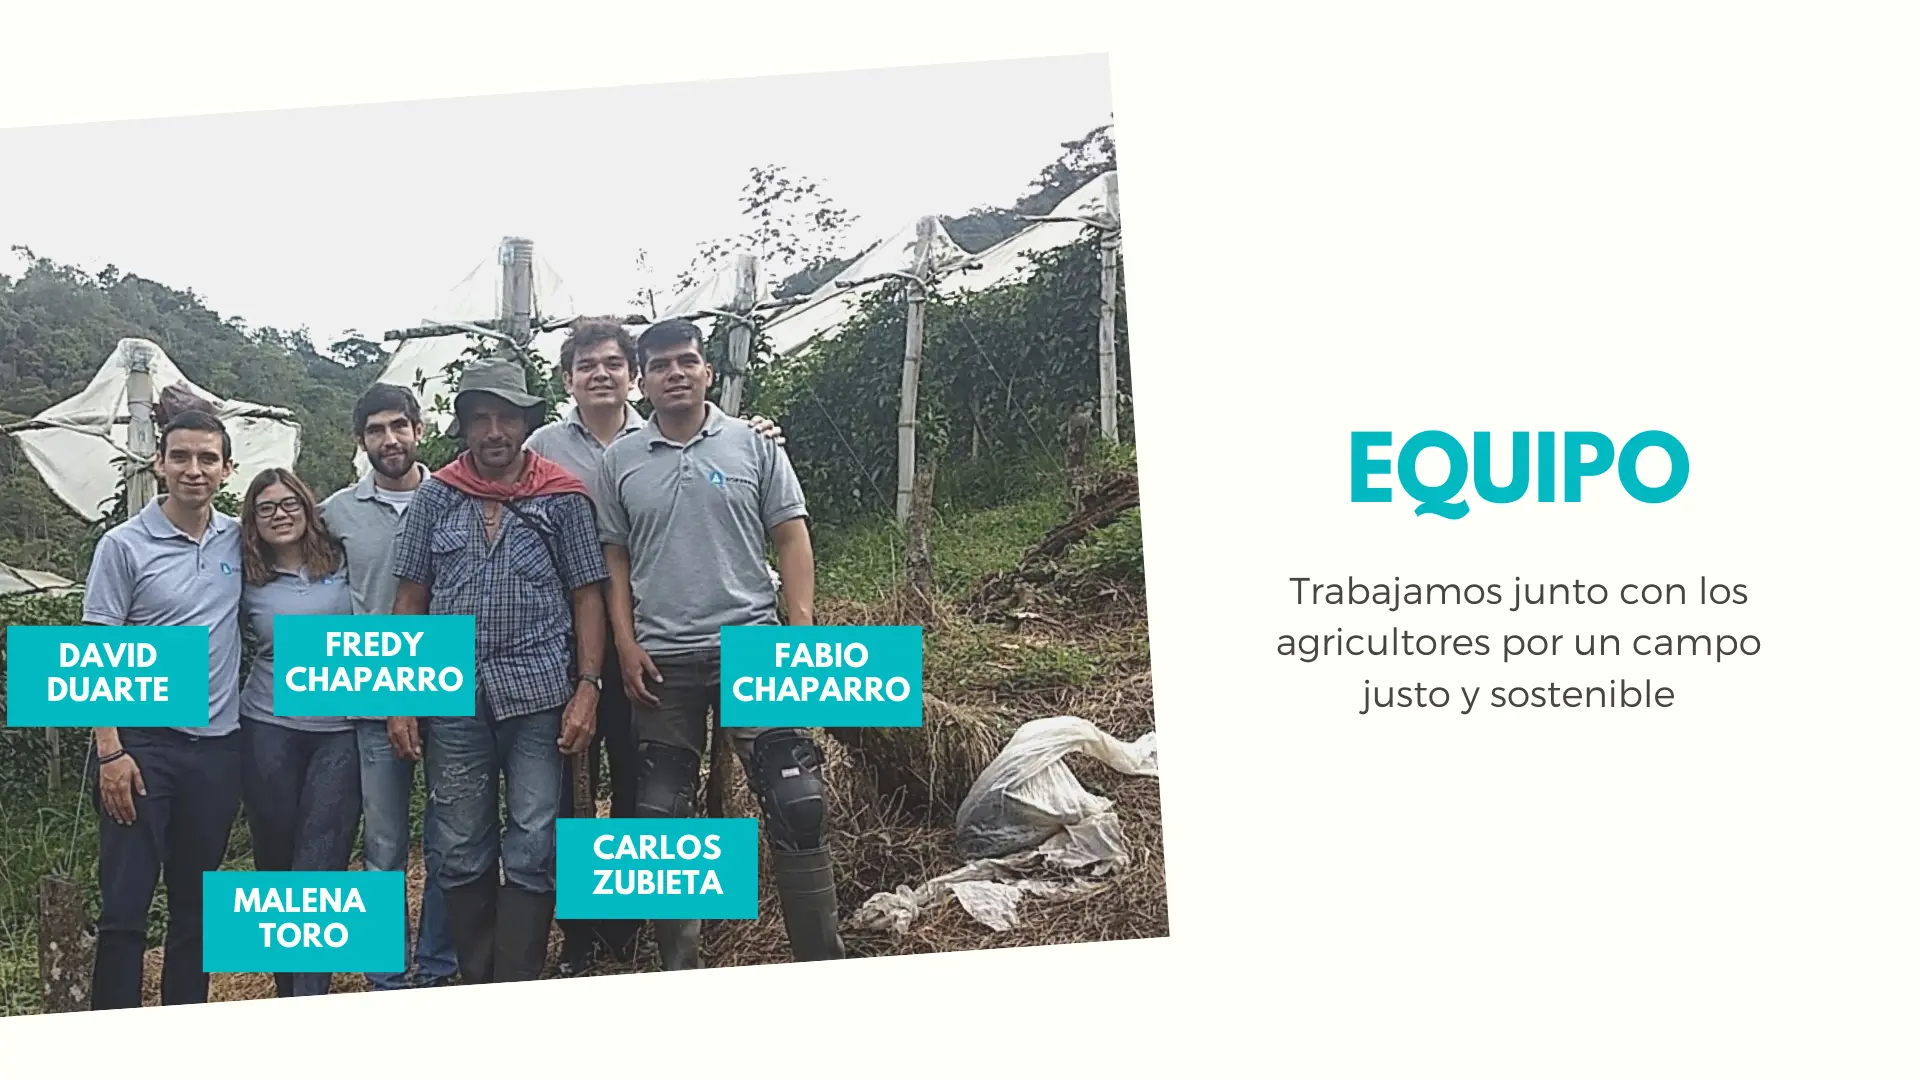 EQUIPO
Trabajamos junto con los
agricultores por un campo
justo y sostenible
DAVID
DUARTE
FREDY
CHAPARRO
FABIO
CHAPARRO
CARLOS
ZUBIETA
MALENA
TORO